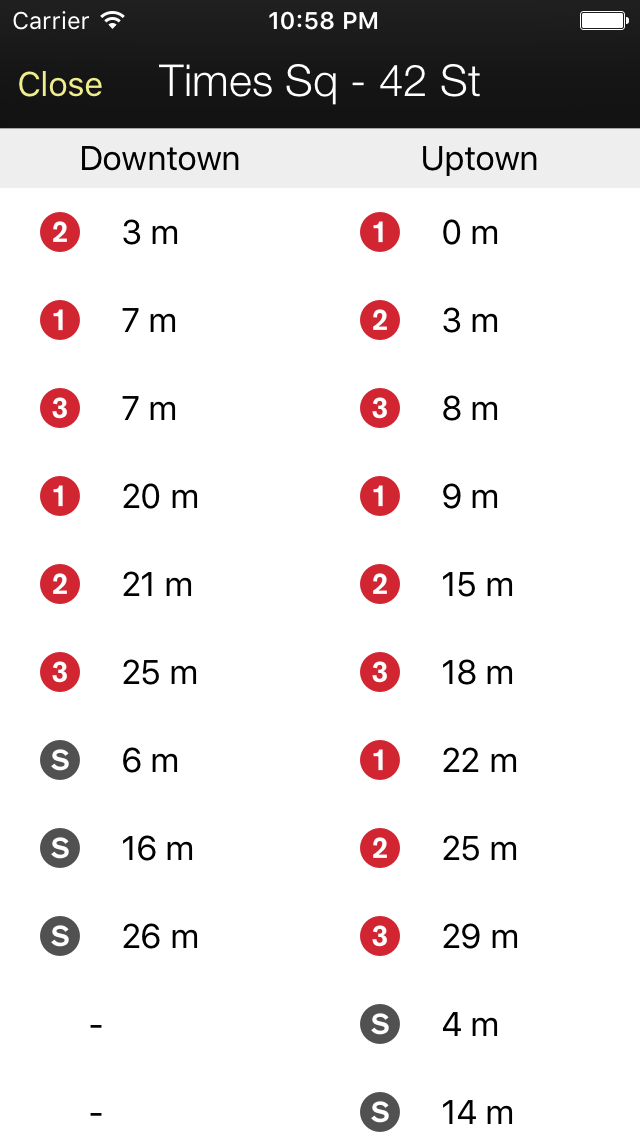 Carrier 10:58 PM
Close Times Sq - 42 St
Downtown Uptown
2 3 m 1 0 m
1 7 m 2 3 m
3 7 m 3 8 m
1 20 m 1 9 m
2 21 m 2 15 m
3 25 m 3 18 m
S 6 m 1 22 m
S 16 m 2 25 m
S 26 m 3 29 m
- S 4 m
- S 14 m